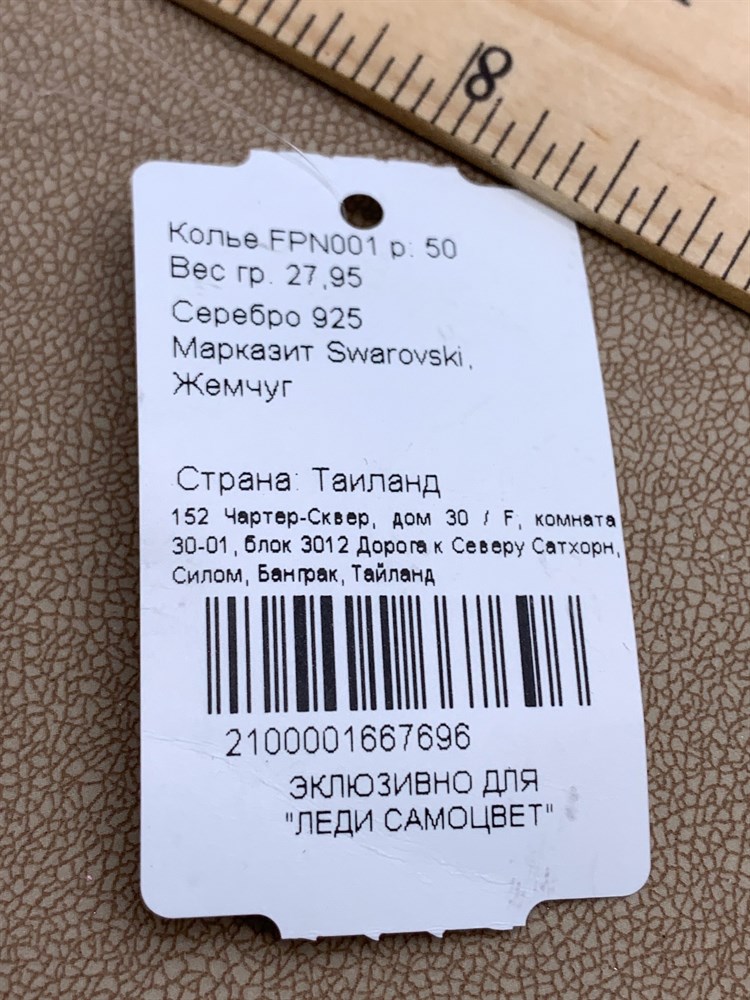 8
Колье FPN001 р: 50
Вес гр. 27,95
Серебро 925
Марказит Swarovski,
Жемчуг
Страна: Таиланд
152 Чартер-Сквер, дом 30 / F, комната
30-01, блок 3012 Дорога к Северу Сатхорн,
Силом, Банграк, Тайланд
2100001667696
ЭКЛЮЗИВНО ДЛЯ
"ЛЕДИ САМОЦВЕТ"